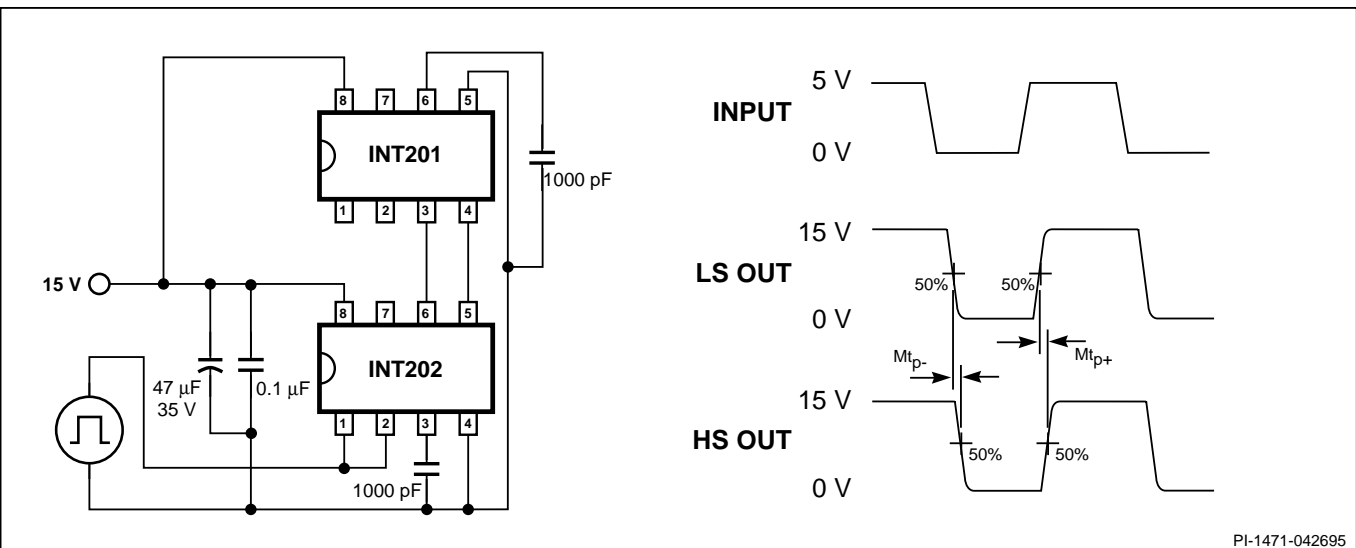 8 7 6 5
INT201
1 2 3 4
1000 pF
15 V
8 7 6 5
INT202
1 2 3 4
47 μF
35 V
0.1 μF
1000 pF
INPUT
5 V
0 V
LS OUT
15 V
50%
50%
0 V
Mtp-
Mtp+
HS OUT
15 V
50%
50%
0 V
PI-1471-042695